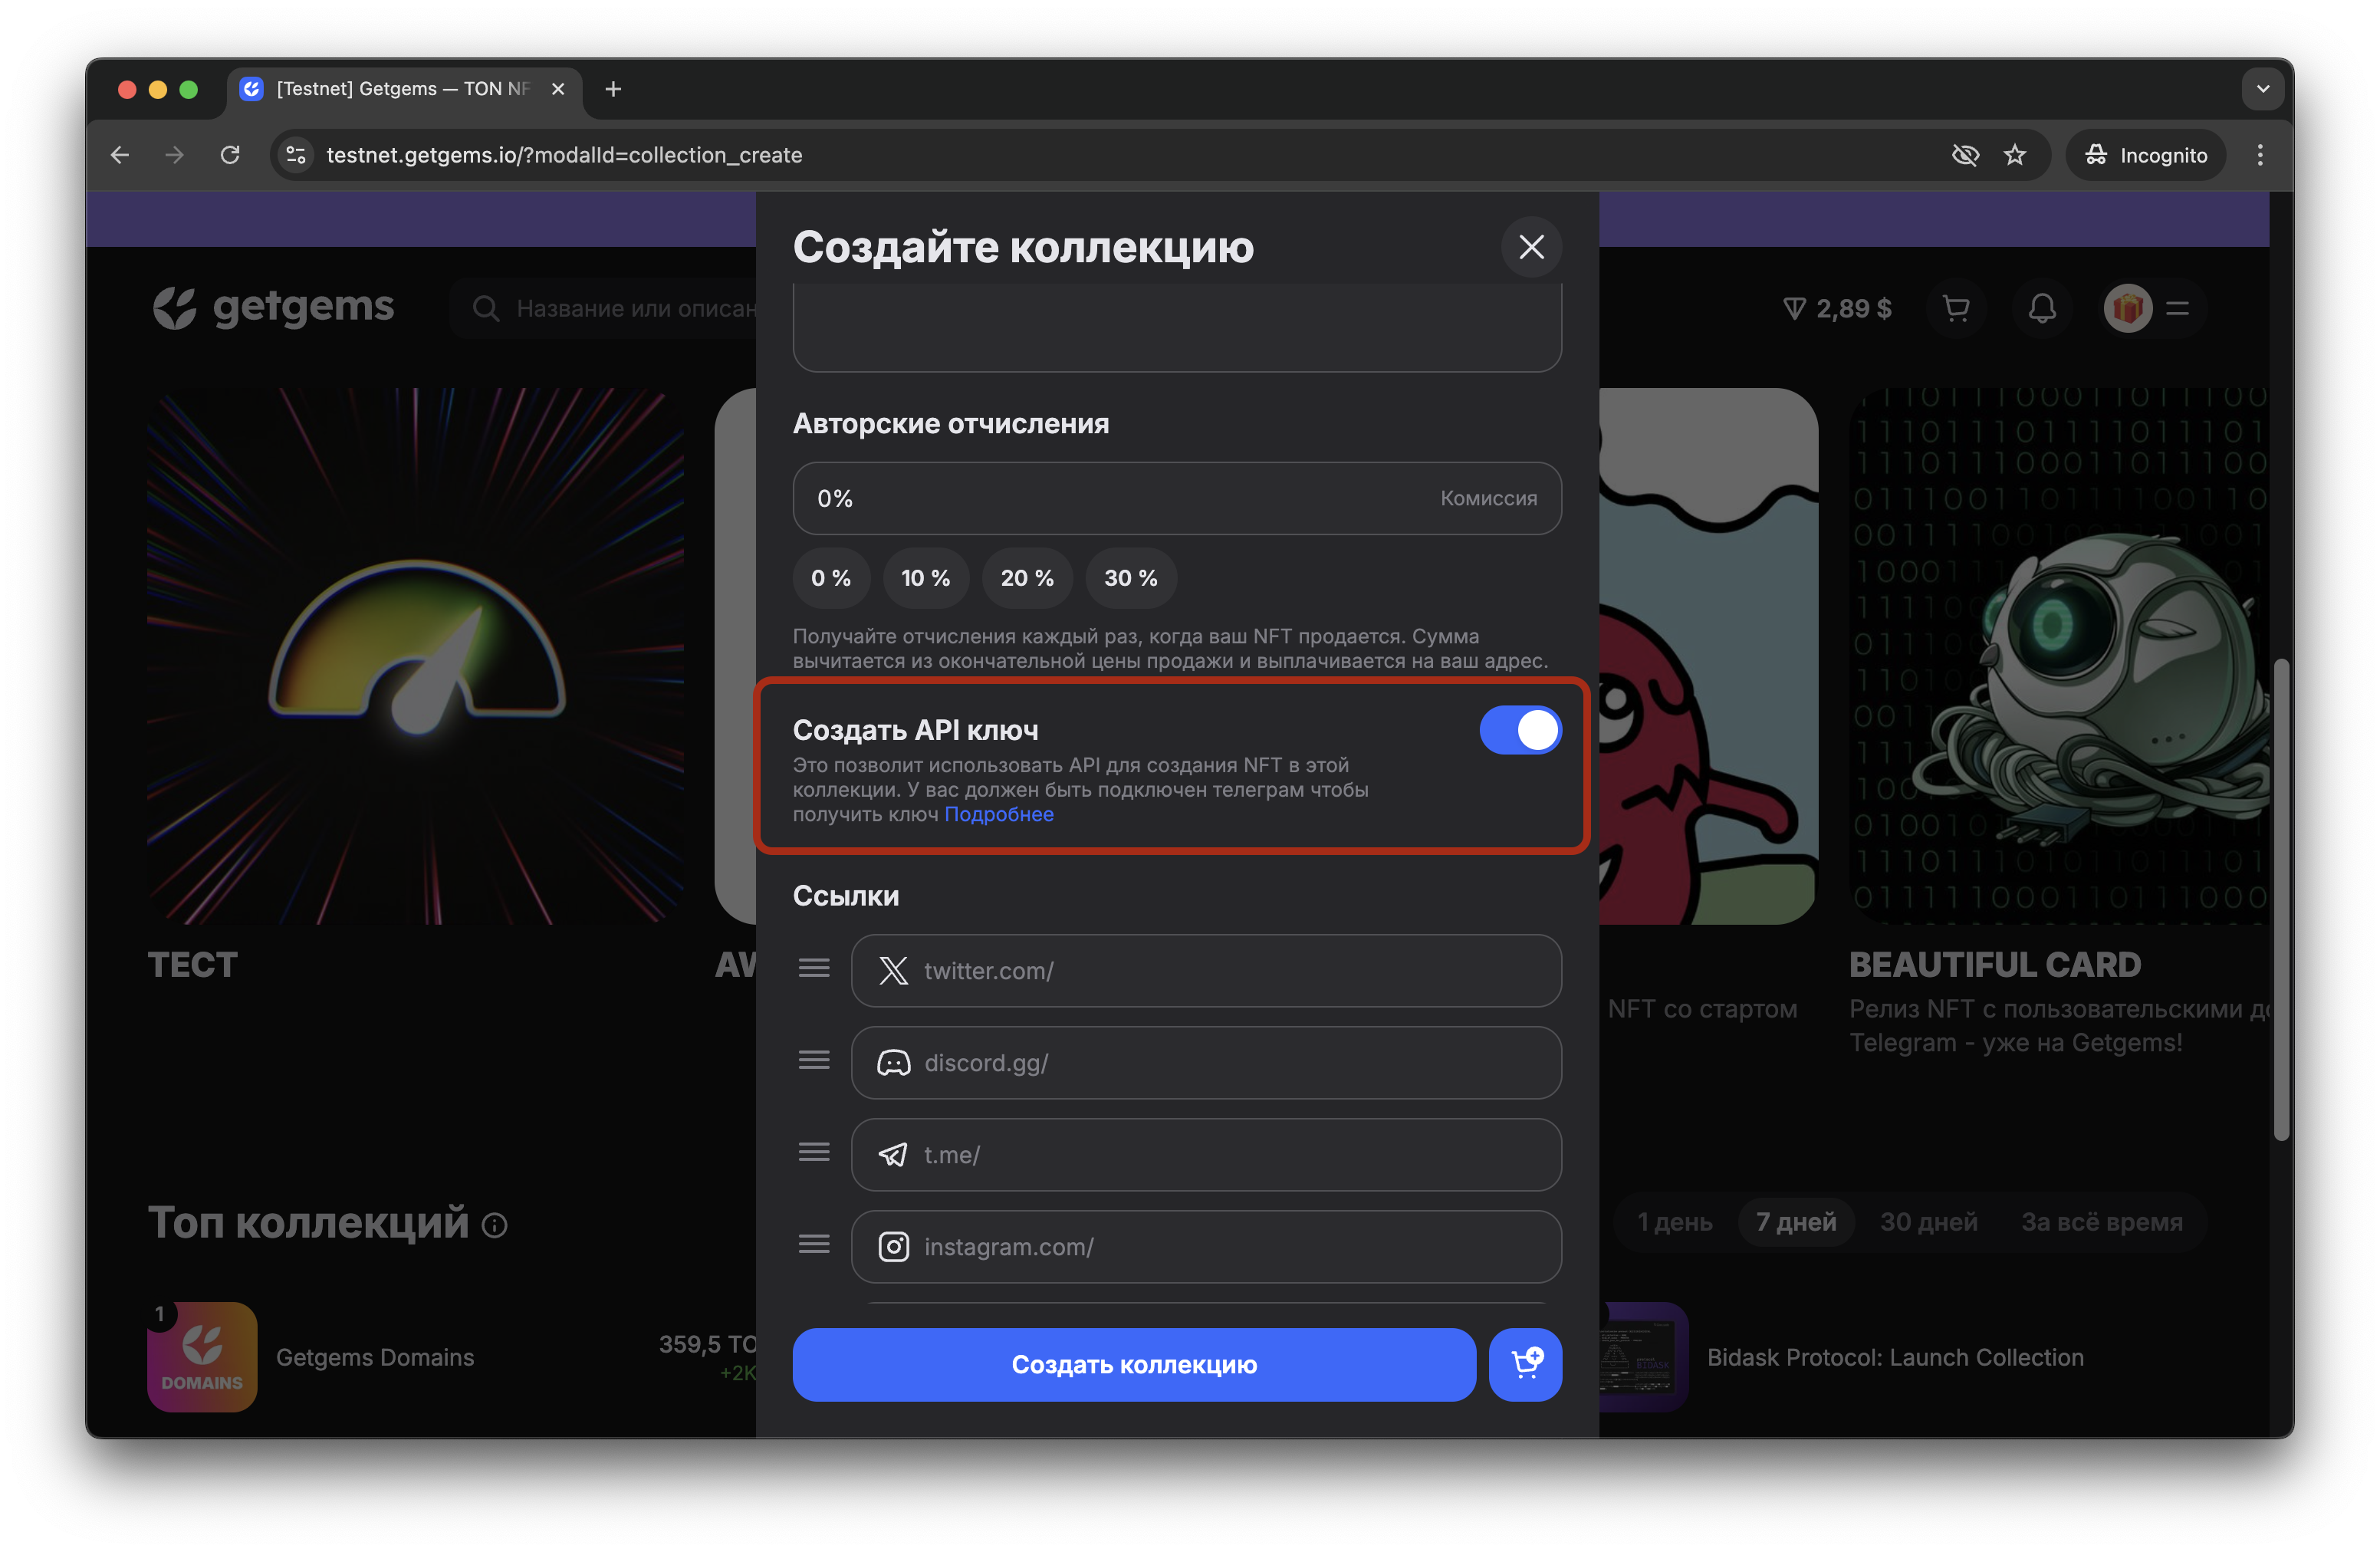 [Testnet] Getgems — TON NF
testnet.getgems.io/?modalId=collection_create
Incognito
Создайте коллекцию
getgems
Название или описан
2,89 $
Авторские отчисления
0%
Комиссия
0 %
10 %
20 %
30 %
Получайте отчисления каждый раз, когда ваш NFT продается. Сумма
вычитается из окончательной цены продажи и выплачивается на ваш адрес.
Создать API ключ
Это позволит использовать API для создания NFT в этой
коллекции. У вас должен быть подключен телеграм чтобы
получить ключ Подробнее
Ссылки
twitter.com/
discord.gg/
t.me/
instagram.com/
ТЕСТ
AW
NFT со стартом
BEAUTIFUL CARD
Релиз NFT с пользовательскими
Telegram - уже на Getgems!
Топ коллекций
1 день
7 дней
30 дней
За всё время
1
DOMAINS
Getgems Domains
359,5 TO
+2K
Создать коллекцию
BIDASK
Bidask Protocol: Launch Collection